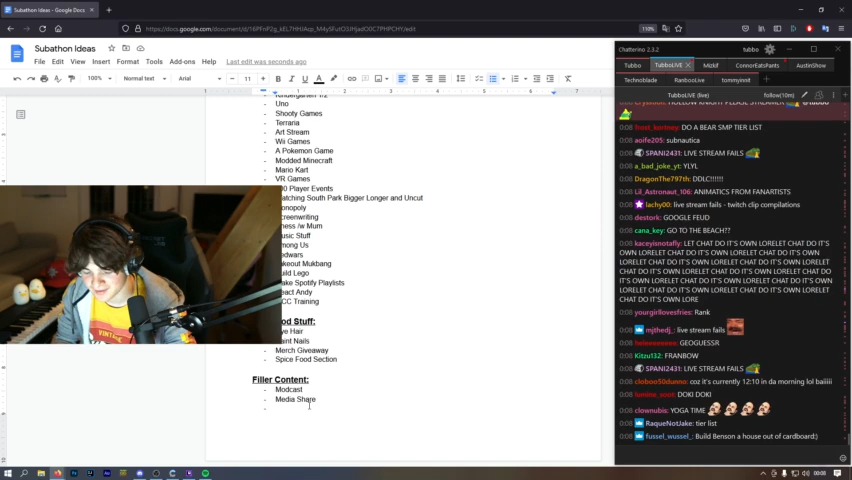 Subathon Ideas - Google Docs
https://docs.google.com/document/d/
110%
Subathon Ideas
File Edit View Insert Format Tools Add-ons Help Last edit was seconds ago
100% Normal text Arial 11
- Kindergarten 1/2
- Uno
- Shooty Games
- Terraria
- Art Stream
- Wii Games
- A Pokemon Game
- Modded Minecraft
- Mario Kart
- VR Games
00 Player Events
atching South Park Bigger Longer and Uncut
onopoly
creenwriting
hess /w Mum
usic Stuff
mong Us
edwars
akeout Mukbang
uild Lego
ake Spotify Playlists
eact Andy
CC Training
od Stuff:
ye Hair
aint Nails
- Merch Giveaway
- Spice Food Section
Filler Content:
- Modcast
- Media Share
-
Chatterino 2.3.2 tubbo
Tubbo TubboLIVE Mizkif ConnorEatsPants AustinShow
Technoblade RanbooLive tommyinnit
TubboLIVE (live) follow(10m)
HOLLOW KNIGHT PLEASE STREAMER
0:08 DO A BEAR SMP TIER LIST
0:08 aoife205: subnautica
0:08 SPANI2431: LIVE STREAM FAILS
0:08 a_bad_joke_yt: YLYL
0:08 DragonThe797th: DDLC!!!!!!
0:08 Lil_Astronaut_106: ANIMATICS FROM FANARTISTS
0:08 lachy00: live stream fails - twitch clip compilations
0:08 destork: GOOGLE FEUD
0:08 cana_key: GO TO THE BEACH??
0:08 kaceyisnotafly: LET CHAT DO IT'S OWN LORELET CHAT DO IT'S
OWN LORELET CHAT DO IT'S OWN LORELET CHAT DO IT'S OWN
LORELET CHAT DO IT'S OWN LORELET CHAT DO IT'S OWN
LORELET CHAT DO IT'S OWN LORELET CHAT DO IT'S OWN
LORELET CHAT DO IT'S OWN LORELET CHAT DO IT'S OWN
LORELET CHAT DO IT'S OWN LORE
0:08 yourgirllovesfries: Rank
0:08 mjthedj_: live stream fails
0:08 GEOGUESSR
0:08 Kitzu132: FRANBOW
0:08 SPANI2431: LIVE STREAM FAILS
0:08 cloboo50dunno: coz it's currently 12:10 in da morning lol baiiiii
0:08 DOKI DOKI
0:08 clownubis: YOGA TIME
0:08 RaqueNoUake: tier list
0:08 fussel_wussel_: Build Benson a house out of cardboard:)
VINTAGE
00:08